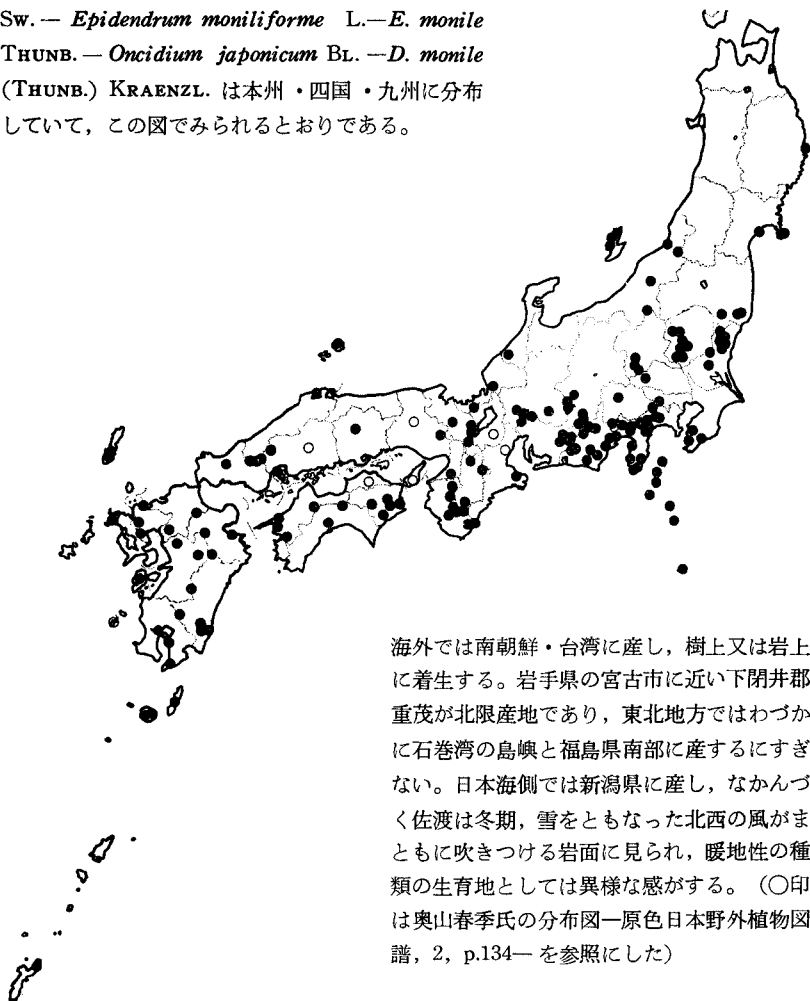 Sw. — Epidendrum moniliforme L.—E. monile
THUNB. — Oncidium japonicum BL. —D. monile
(THUNB.) KRAENZL. は本州・四国・九州に分布
していて，この図でみられるとおりである。
海外では南朝鮮・台湾に産し，樹上又は岩上
に着生する。岩手県の宮古市に近い下閉井郡
重茂が北限産地であり，東北地方ではわづか
に石巻湾の島嶼と福島県南部に産するにすぎ
ない。日本海側では新潟県に産し，なかんづ
く佐渡は冬期，雪をともなった北西の風がま
ともに吹きつける岩面に見られ，暖地性の種
類の生育地としては異様な感がする。（○印
は奥山春季氏の分布図—原色日本野外植物図
譜，2，p.134— を参照にした）